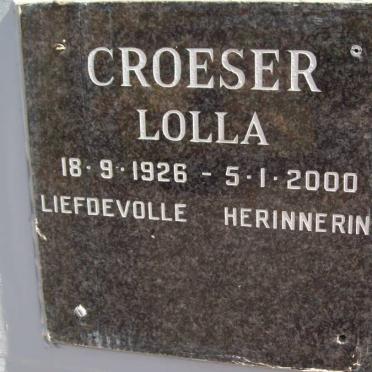 CROESER
LOLLA
18·9·1926 - 5·1·2000
LIEFDEVOLLE HERINNERIN